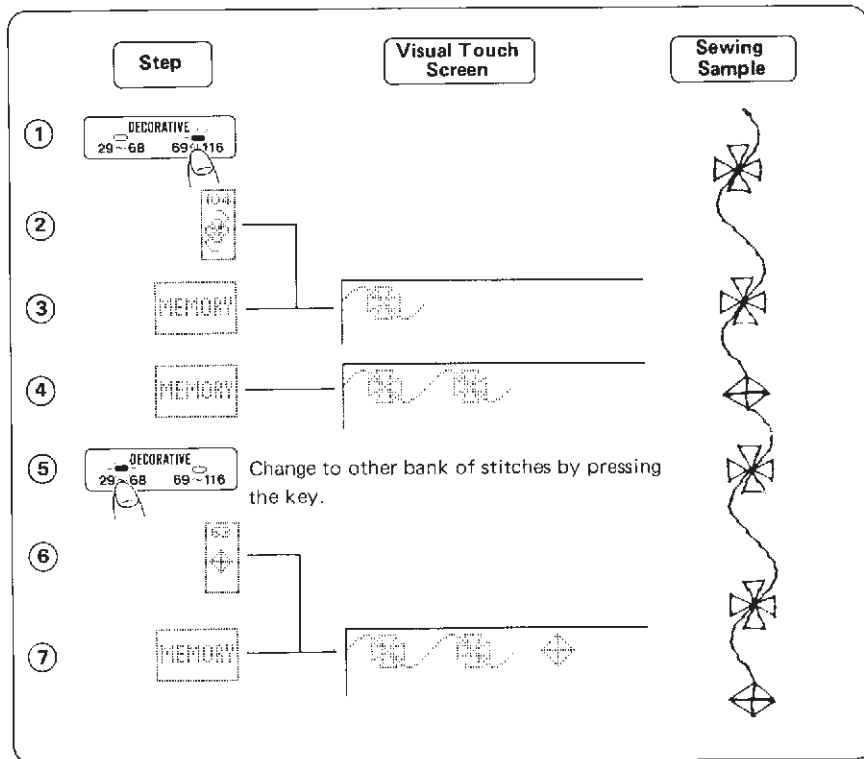 Step
Visual Touch
Screen
Sewing
Sample
1
DECORATIVE
29~68 69~116
2
104
3
MEMORY
4
MEMORY
5
DECORATIVE
29~68 69~116
Change to other bank of stitches by pressing
the key.
6
63
7
MEMORY